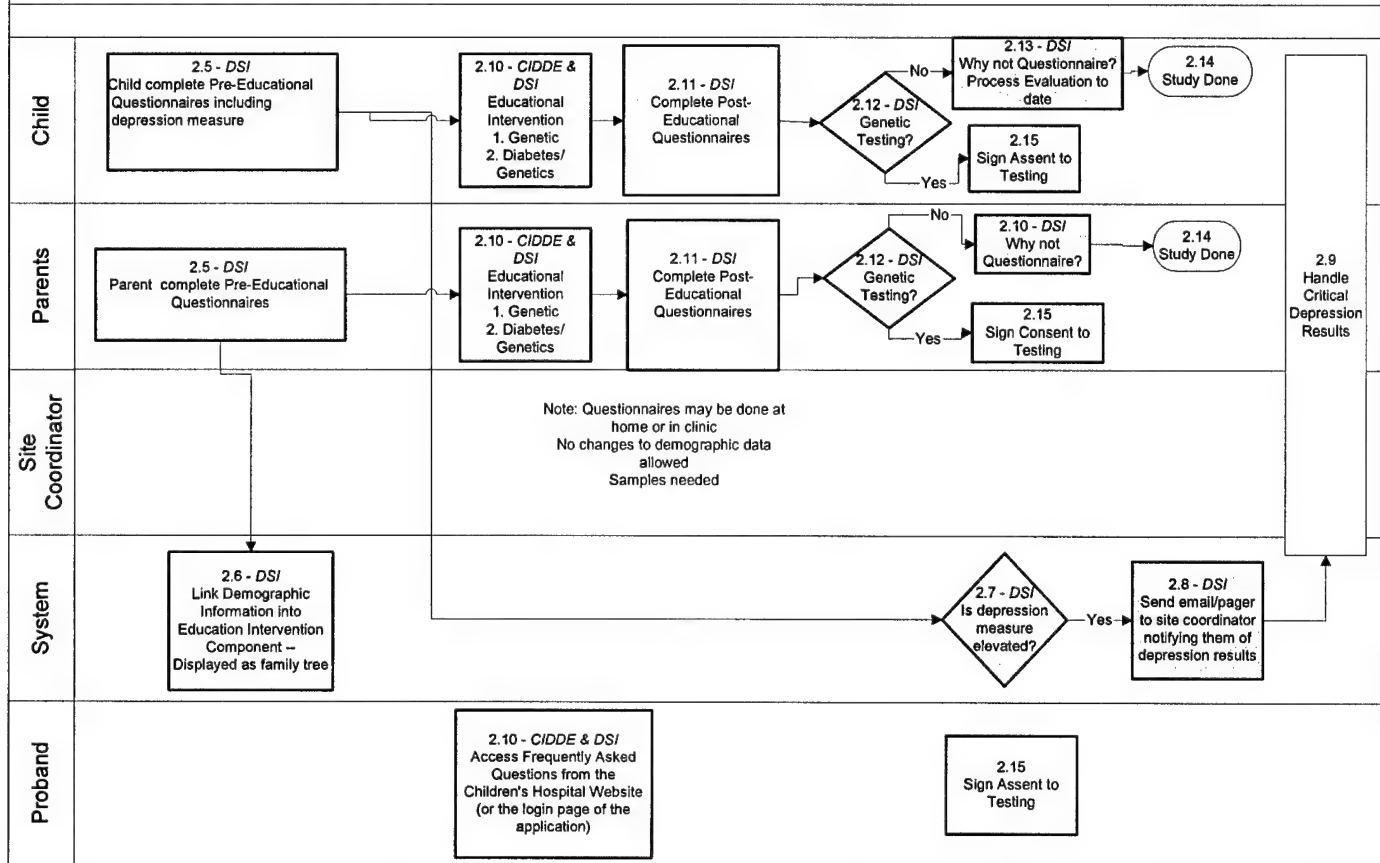 Child
2.5 - DSI
Child complete Pre-Educational
Questionnaires including
depression measure
2.10 - CIDDE &
DSI
Educational
Intervention
1. Genetic
2. Diabetes/
Genetics
2.11 - DSI
Complete Post-
Educational
Questionnaires
2.12 - DSI
Genetic
Testing?
No
2.13 - DSI
Why not Questionnaire?
Process Evaluation to
date
2.14
Study Done
Yes
2.15
Sign Assent to
Testing
Parents
2.5 - DSI
Parent complete Pre-Educational
Questionnaires
2.10 - CIDDE &
DSI
Educational
Intervention
1. Genetic
2. Diabetes/
Genetics
2.11 - DSI
Complete Post-
Educational
Questionnaires
2.12 - DSI
Genetic
Testing?
No
2.10 - DSI
Why not
Questionnaire?
2.14
Study Done
Yes
2.15
Sign Consent to
Testing
2.9
Handle
Critical
Depression
Results
Site
Coordinator
Note: Questionnaires may be done at
home or in clinic
No changes to demographic data
allowed
Samples needed
System
2.6 - DSI
Link Demographic
Information into
Education Intervention
Component --
Displayed as family tree
2.7 - DSI
Is depression
measure
elevated?
Yes
2.8 - DSI
Send email/pager
to site coordinator
notifying them of
depression results
Proband
2.10 - CIDDE & DSI
Access Frequently Asked
Questions from the
Children's Hospital Website
(or the login page of the
application)
2.15
Sign Assent to
Testing